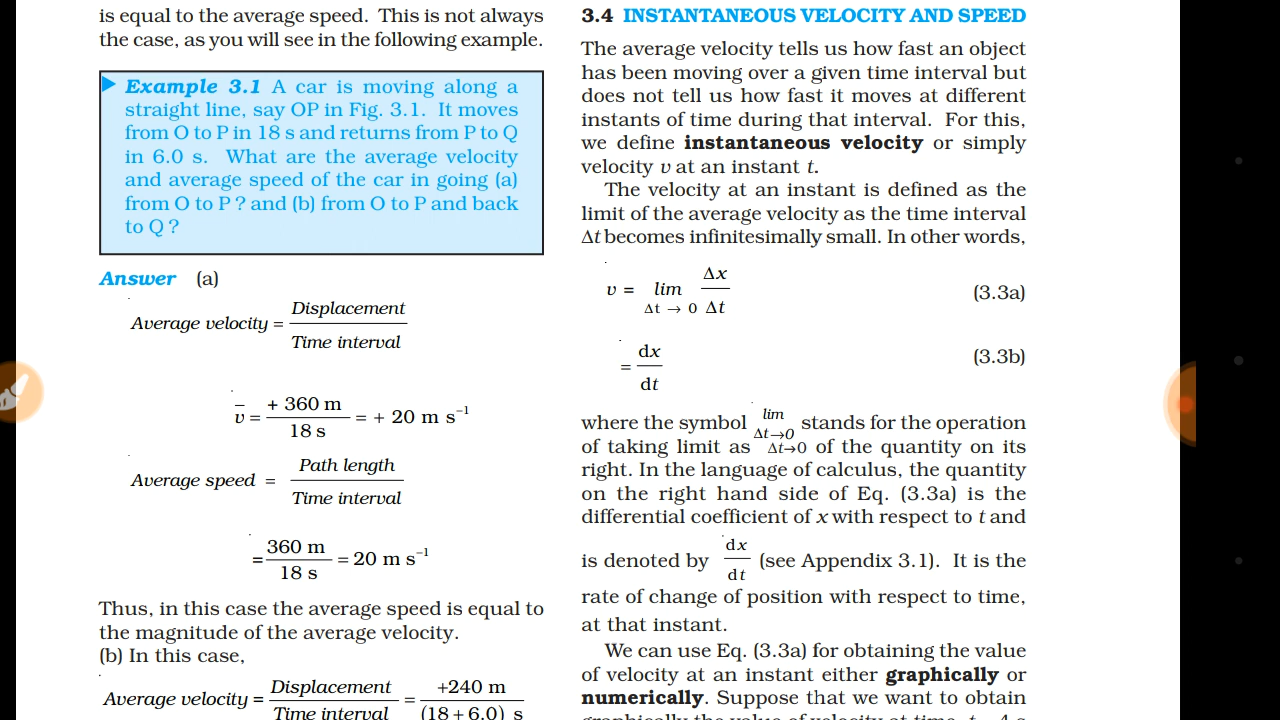 is equal to the average speed. This is not always
the case, as you will see in the following example.
Example 3.1 A car is moving along a
straight line, say OP in Fig. 3.1. It moves
from O to P in 18 s and returns from P to Q
in 6.0 s. What are the average velocity
and average speed of the car in going (a)
from O to P ? and (b) from O to P and back
to Q ?
Answer (a)
Average velocity = Displacement / Time interval
v̅ = + 360 m / 18 s = + 20 m s⁻¹
Average speed = Path length / Time interval
= 360 m / 18 s = 20 m s⁻¹
Thus, in this case the average speed is equal to
the magnitude of the average velocity.
(b) In this case,
Average velocity = Displacement / Time interval = +240 m / (18 + 6.0) s
3.4 INSTANTANEOUS VELOCITY AND SPEED
The average velocity tells us how fast an object
has been moving over a given time interval but
does not tell us how fast it moves at different
instants of time during that interval. For this,
we define instantaneous velocity or simply
velocity v at an instant t.
The velocity at an instant is defined as the
limit of the average velocity as the time interval
Δt becomes infinitesimally small. In other words,
v = lim Δt → 0 Δx / Δt (3.3a)
= dx / dt (3.3b)
where the symbol lim Δt→0 stands for the operation
of taking limit as Δt→0 of the quantity on its
right. In the language of calculus, the quantity
on the right hand side of Eq. (3.3a) is the
differential coefficient of x with respect to t and
is denoted by dx / dt (see Appendix 3.1). It is the
rate of change of position with respect to time,
at that instant.
We can use Eq. (3.3a) for obtaining the value
of velocity at an instant either graphically or
numerically. Suppose that we want to obtain